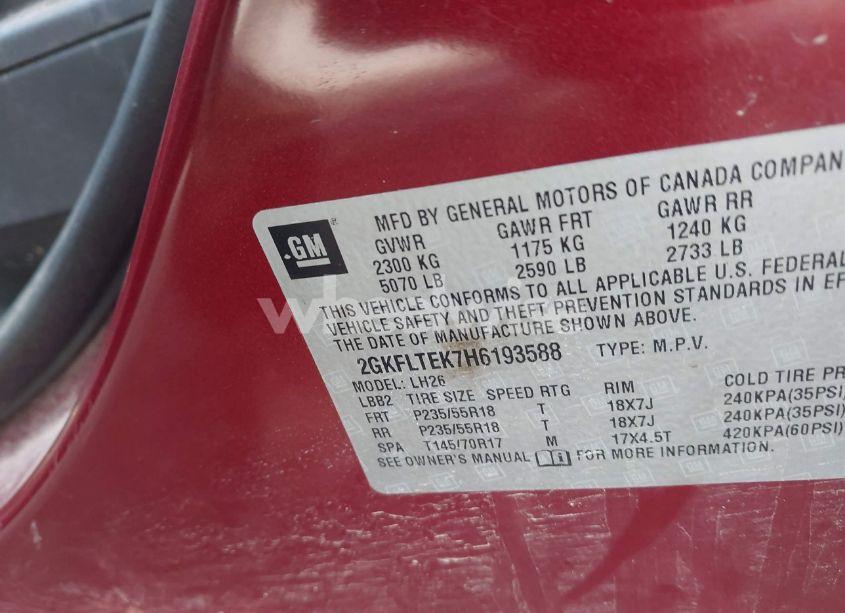 MFD BY GENERAL MOTORS OF CANADA COMPAN
GM
GVWR GAWR FRT GAWR RR
2300 KG 1175 KG 1240 KG
5070 LB 2590 LB 2733 LB
THIS VEHICLE CONFORMS TO ALL APPLICABLE U.S. FEDERAL
VEHICLE SAFETY AND THEFT PREVENTION STANDARDS IN EF
THE DATE OF MANUFACTURE SHOWN ABOVE.
2GKFLTEK7H6193588 TYPE: M.P.V.
MODEL: LH26
LBB2 TIRE SIZE SPEED RTG RIM COLD TIRE PR
FRT P235/55R18 T 18X7J 240KPA(35PSI)
RR P235/55R18 T 18X7J 240KPA(35PSI)
SPA T145/70R17 M 17X4.5T 420KPA(60PSI)
SEE OWNER'S MANUAL FOR MORE INFORMATION.